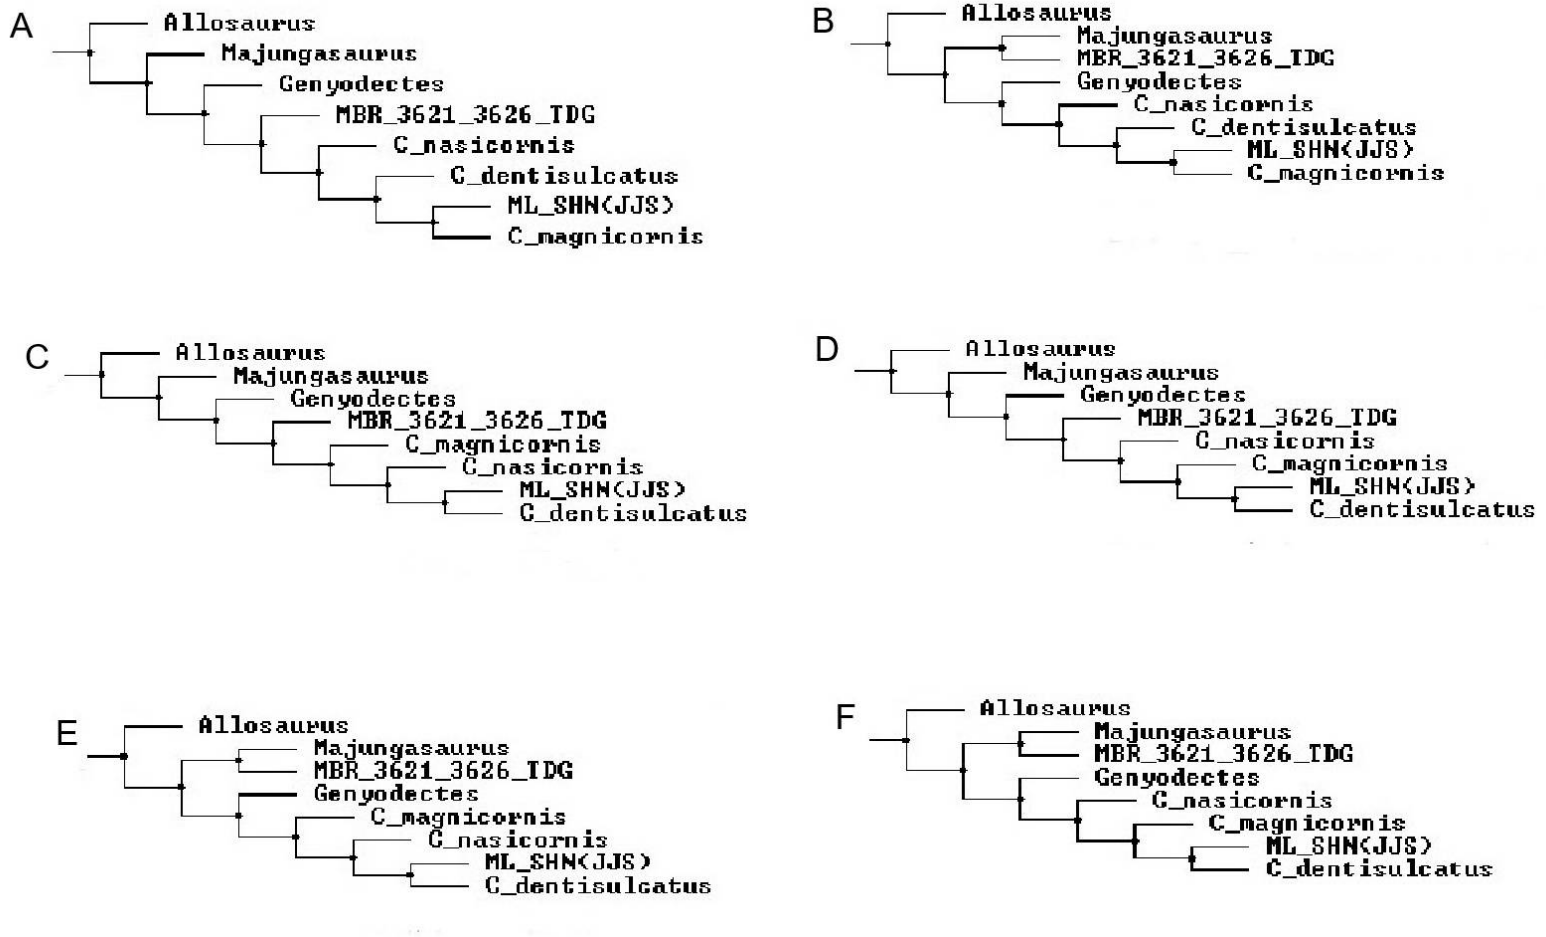 A
Allosaurus
Majungasaurus
Genyodectes
MBR_3621_3626_TDG
C_nasicornis
C_dentisulcatus
ML_SHN(JJS)
C_magnicornis
B
Allosaurus
Majungasaurus
MBR_3621_3626_TDG
Genyodectes
C_nasicornis
C_dentisulcatus
ML_SHN(JJS)
C_magnicornis
C
Allosaurus
Majungasaurus
Genyodectes
MBR_3621_3626_TDG
C_magnicornis
C_nasicornis
ML_SHN(JJS)
C_dentisulcatus
D
Allosaurus
Majungasaurus
Genyodectes
MBR_3621_3626_TDG
C_nasicornis
C_magnicornis
ML_SHN(JJS)
C_dentisulcatus
E
Allosaurus
Majungasaurus
MBR_3621_3626_TDG
Genyodectes
C_magnicornis
C_nasicornis
ML_SHN(JJS)
C_dentisulcatus
F
Allosaurus
Majungasaurus
MBR_3621_3626_TDG
Genyodectes
C_nasicornis
C_magnicornis
ML_SHN(JJS)
C_dentisulcatus